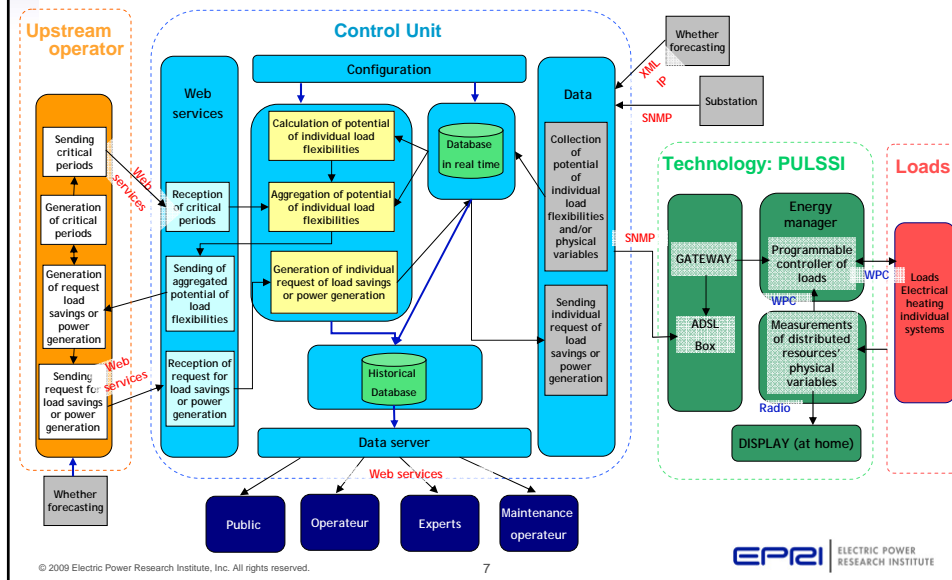 Upstream
operator
Sending
critical
periods
Generation of
critical
periods
Generation
of request
load
savings or
power
generation
Sending
request for
load savings
or power
generation
Whether
forecasting
Web
services
Web
services
Control Unit
Web
services
Reception
of critical
periods
Sending of
aggregated
potential of
load
flexibilities
Reception of
request for
load savings
or power
generation
Configuration
Calculation of potential
of individual load
flexibilities
Aggregation of potential
of individual load
flexibilities
Generation of individual
request of load savings
or power generation
Database
in real time
Historical
Database
Data server
Web services
Public
Operateur
Experts
Maintenance
operateur
Data
Collection
of
potential
of
individual
load
flexibilities
and/or
physical
variables
Sending
individual
request of
load
savings or
power
generation
XML
IP
Whether
forecasting
SNMP
Substation
SNMP
Technology: PULSSI
GATEWAY
ADSL
Box
Energy
manager
Programmable
controller of
loads
WPC
WPC
Measurements
of distributed
resources'
physical
variables
Radio
DISPLAY (at home)
Loads
Loads
Electrical
heating
individual
systems
© 2009 Electric Power Research Institute, Inc. All rights reserved.
7
EPRI
ELECTRIC POWER
RESEARCH INSTITUTE